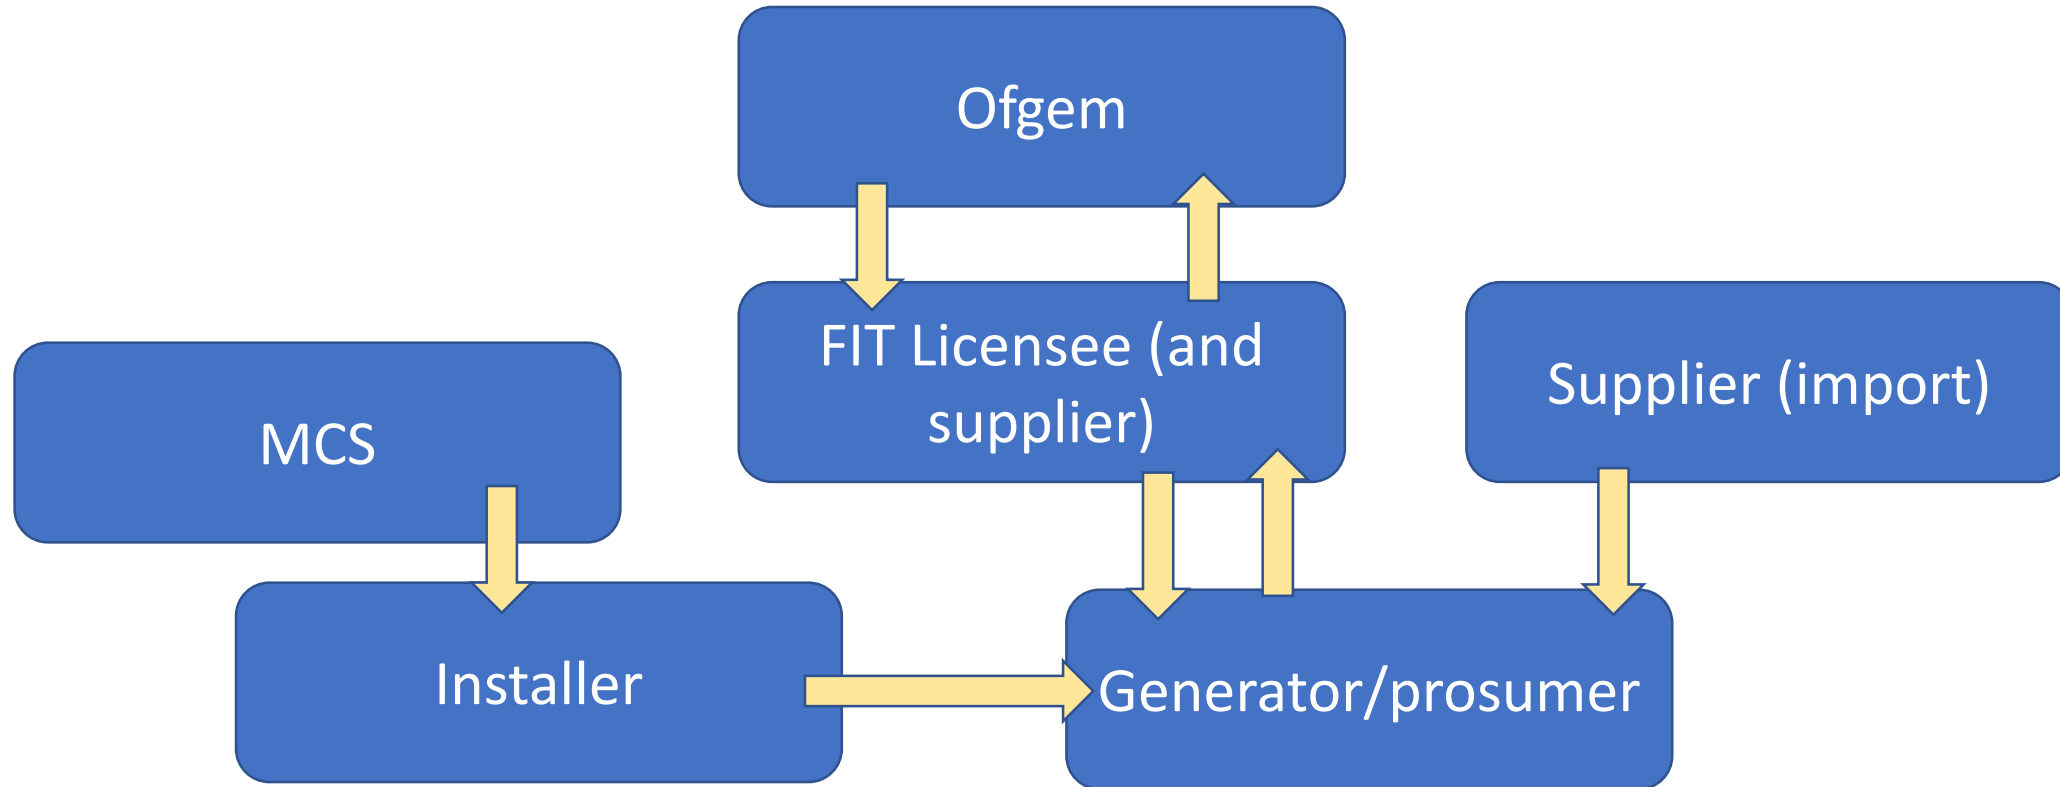 Ofgem
FIT Licensee (and
supplier)
Supplier (import)
MCS
Installer
Generator/prosumer